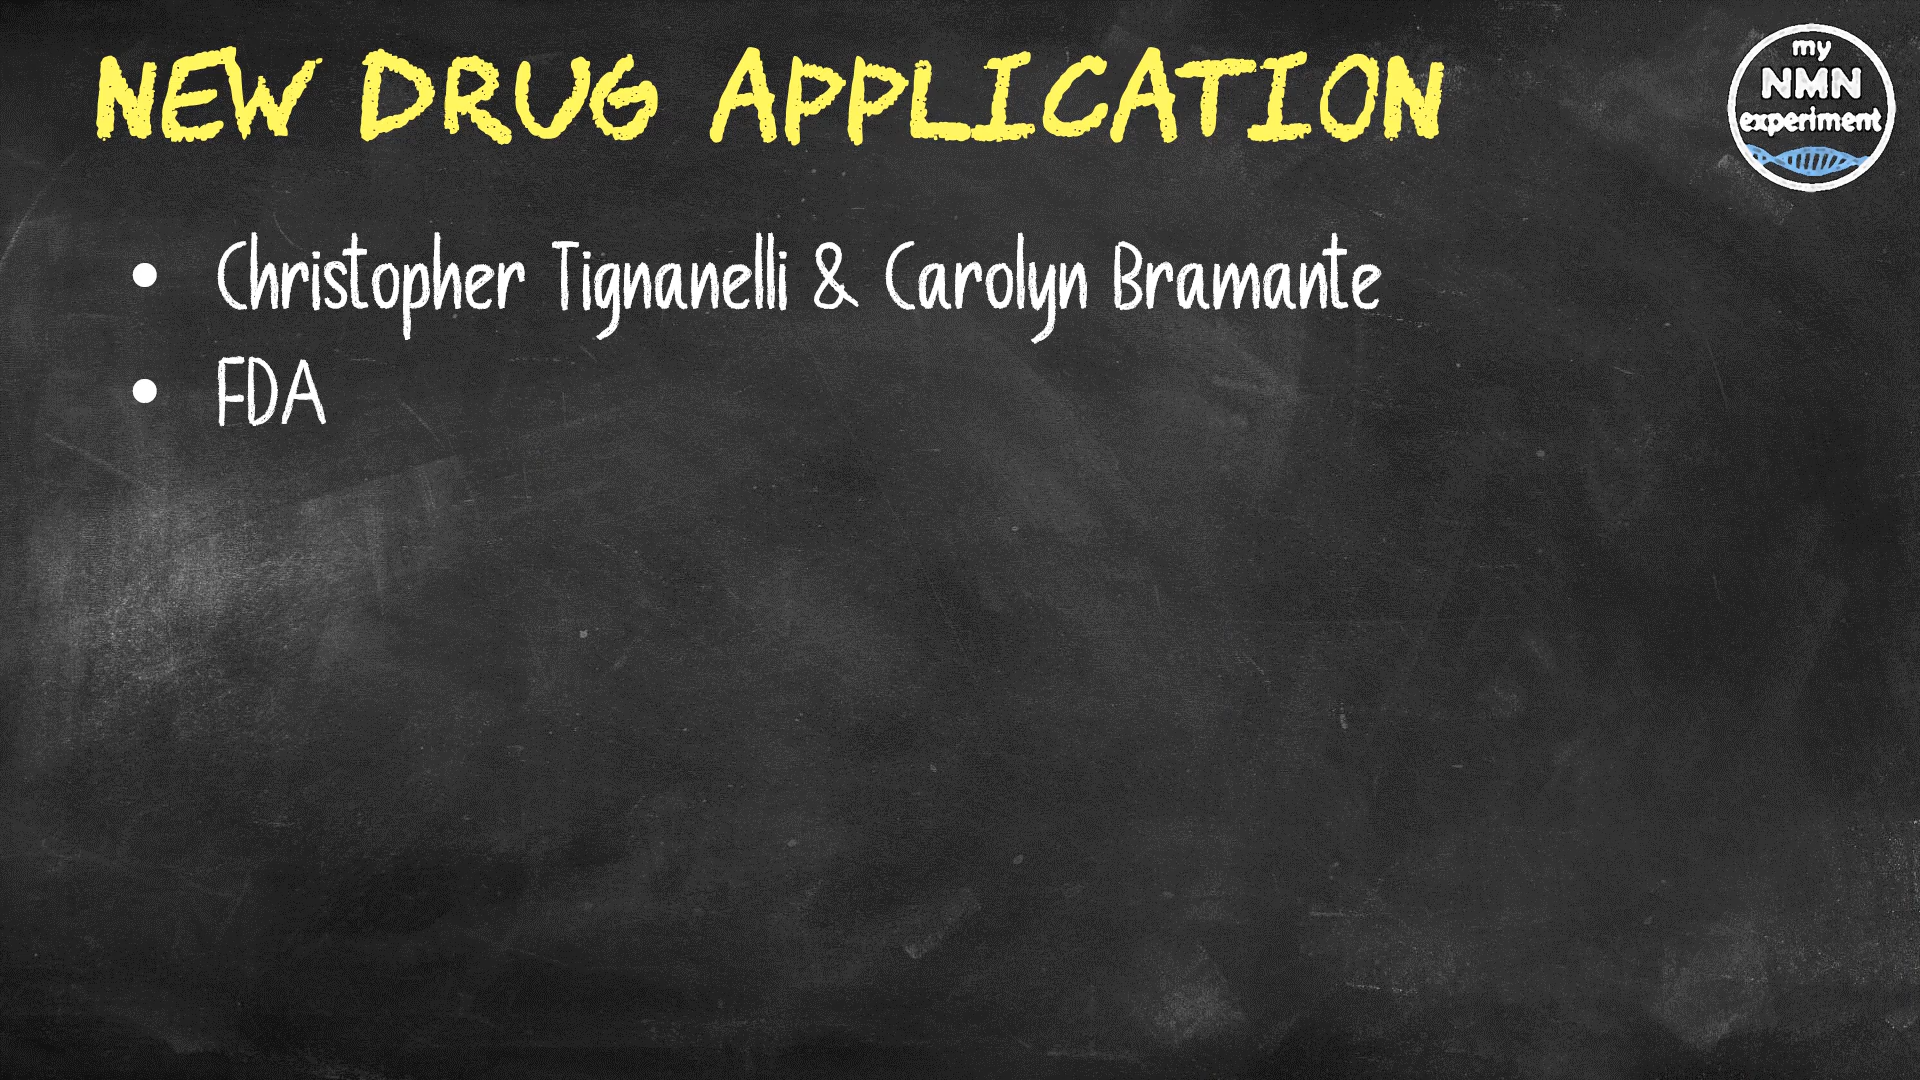 NEW DRUG APPLICATION
my
NMN
experiment
• Christopher Tignanelli & Carolyn Bramante
• FDA